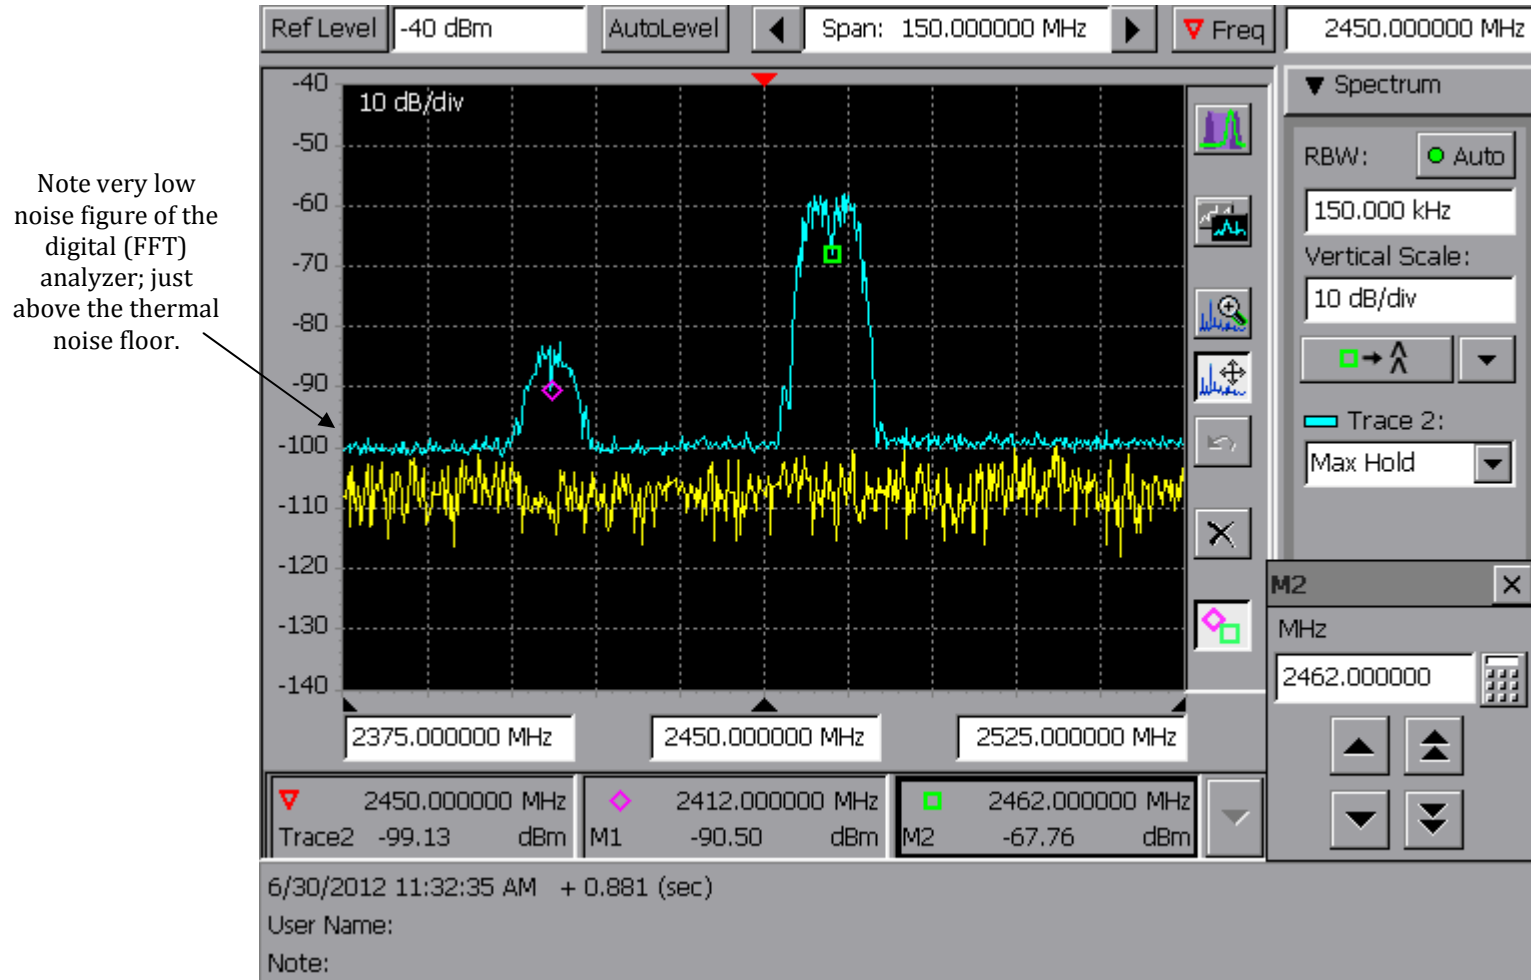 Ref Level -40 dBm AutoLevel Span: 150.000000 MHz Freq 2450.000000 MHz
Note very low
noise figure of the
digital (FFT)
analyzer; just
above the thermal
noise floor.
10 dB/div
-40
-50
-60
-70
-80
-90
-100
-110
-120
-130
-140
2375.000000 MHz 2450.000000 MHz 2525.000000 MHz
Spectrum
RBW: Auto
150.000 kHz
Vertical Scale:
10 dB/div
Trace 2:
Max Hold
M2
MHz
2462.000000
2450.000000 MHz
Trace2 -99.13 dBm
2412.000000 MHz
M1 -90.50 dBm
2462.000000 MHz
M2 -67.76 dBm
6/30/2012 11:32:35 AM + 0.881 (sec)
User Name:
Note: